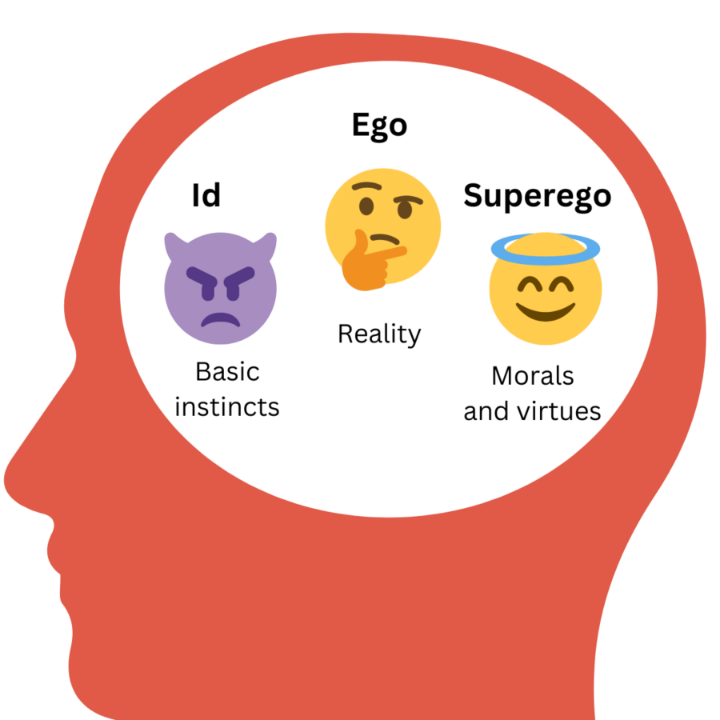 Ego
Id
Superego
Reality
Basic
instincts
Morals
and virtues